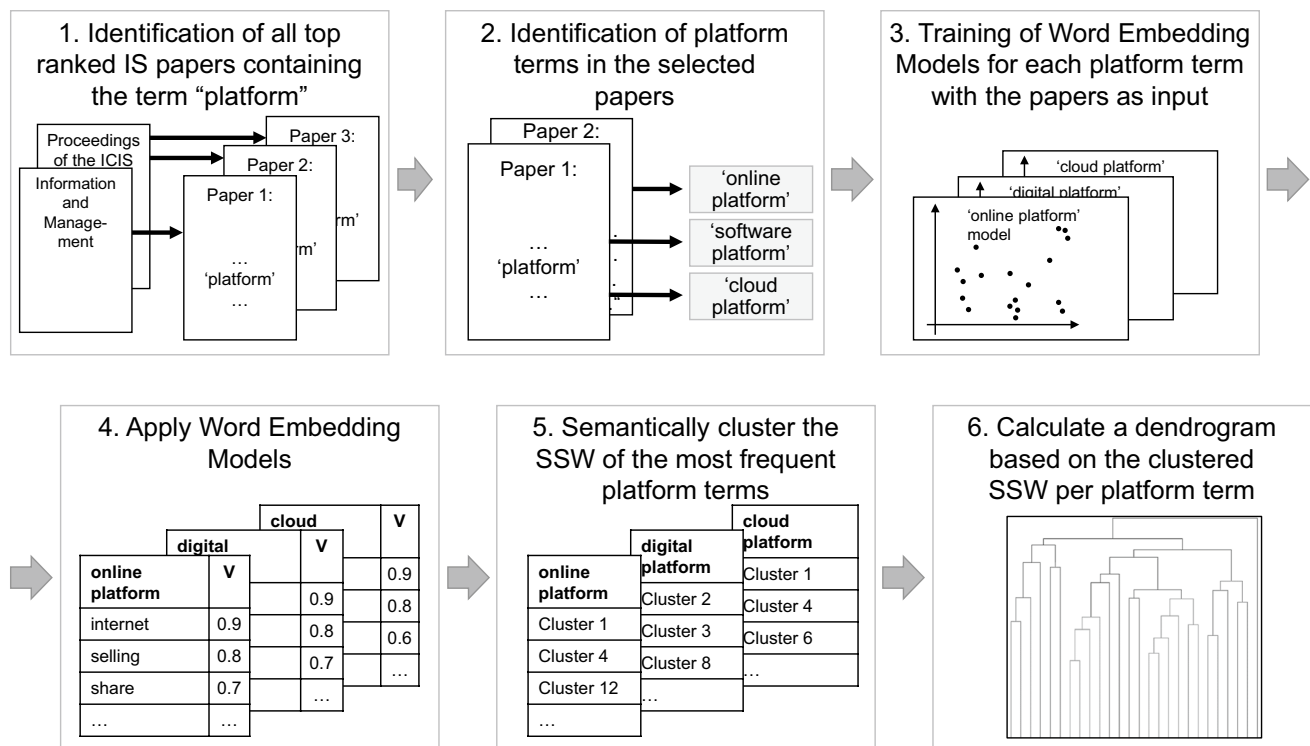 1. Identification of all top
ranked IS papers containing
the term “platform”
Proceedings
of the ICIS
Information
and
Manage-
ment
Paper 3:
Paper 2:
Paper 1:
…
‘platform’
…
2. Identification of platform
terms in the selected
papers
Paper 2:
Paper 1:
…
‘platform’
…
‘online
platform’
‘software
platform’
‘cloud
platform’
3. Training of Word Embedding
Models for each platform term
with the papers as input
‘cloud platform’
‘digital platform’
‘online platform’
model
4. Apply Word Embedding
Models
cloud V
0.9
0.8
0.6
…
digital V
0.9
0.8
0.7
…
online
platform V
internet 0.9
selling 0.8
share 0.7
… …
5. Semantically cluster the
SSW of the most frequent
platform terms
cloud
platform
Cluster 1
Cluster 4
Cluster 6
…
digital
platform
Cluster 2
Cluster 3
Cluster 8
…
online
platform
Cluster 1
Cluster 4
Cluster 12
…
6. Calculate a dendrogram
based on the clustered
SSW per platform term